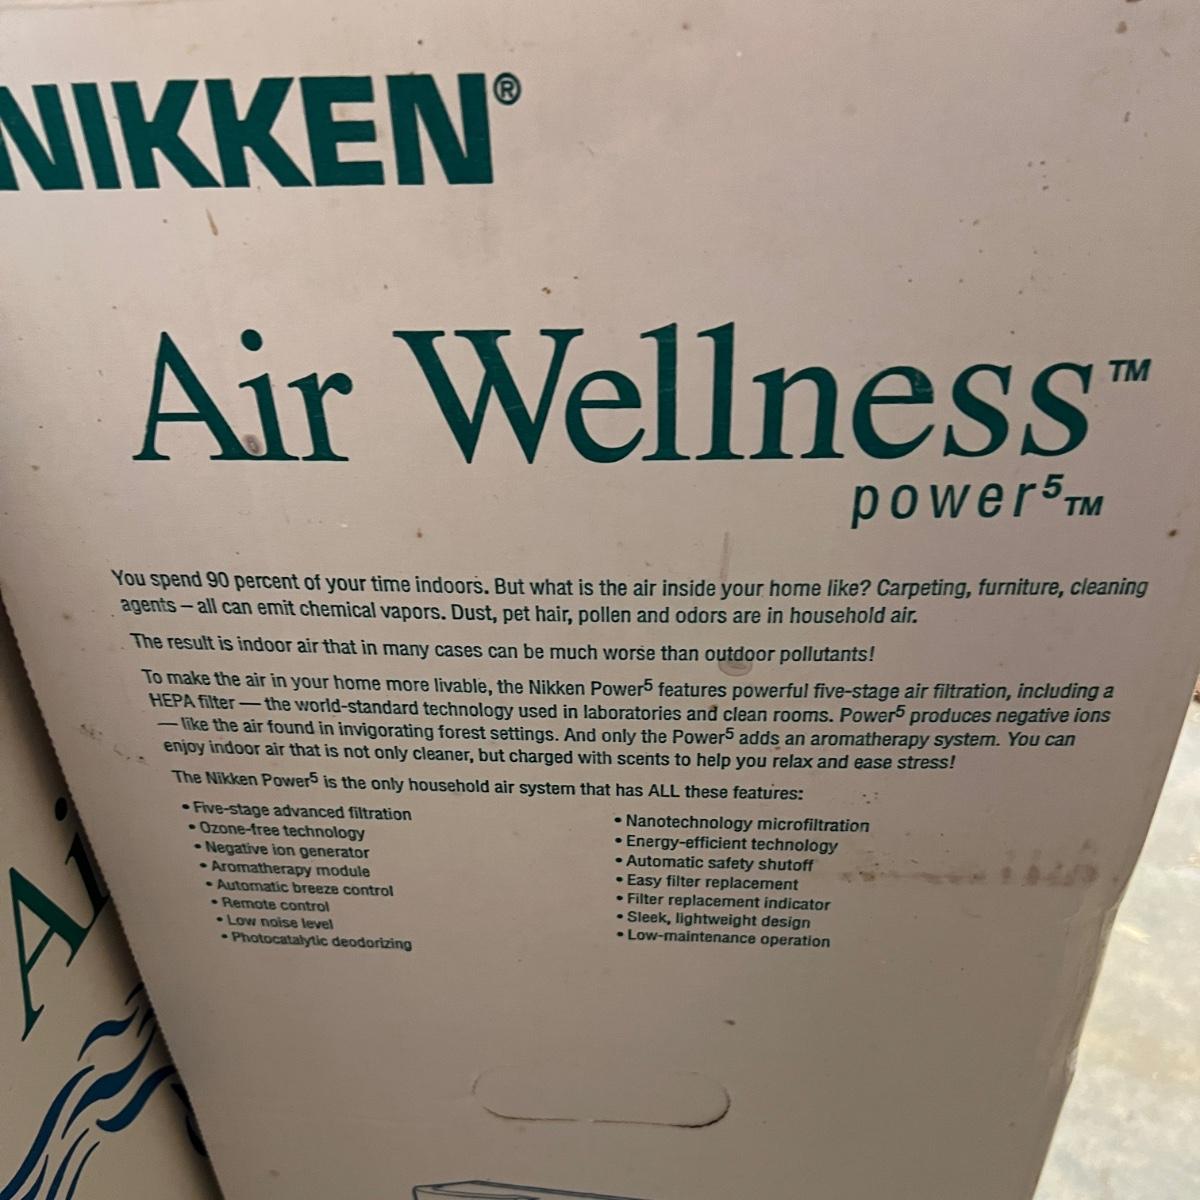 NIKKEN®
Air Wellness™
power⁵™
You spend 90 percent of your time indoors. But what is the air inside your home like? Carpeting, furniture, cleaning
agents – all can emit chemical vapors. Dust, pet hair, pollen and odors are in household air.
The result is indoor air that in many cases can be much worse than outdoor pollutants!
To make the air in your home more livable, the Nikken Power⁵ features powerful five-stage air filtration, including a
HEPA filter — the world-standard technology used in laboratories and clean rooms. Power⁵ produces negative ions
— like the air found in invigorating forest settings. And only the Power⁵ adds an aromatherapy system. You can
enjoy indoor air that is not only cleaner, but charged with scents to help you relax and ease stress!
The Nikken Power⁵ is the only household air system that has ALL these features:
• Five-stage advanced filtration
• Ozone-free technology
• Negative ion generator
• Aromatherapy module
• Automatic breeze control
• Remote control
• Low noise level
• Photocatalytic deodorizing
• Nanotechnology microfiltration
• Energy-efficient technology
• Automatic safety shutoff
• Easy filter replacement
• Filter replacement indicator
• Sleek, lightweight design
• Low-maintenance operation
Ai